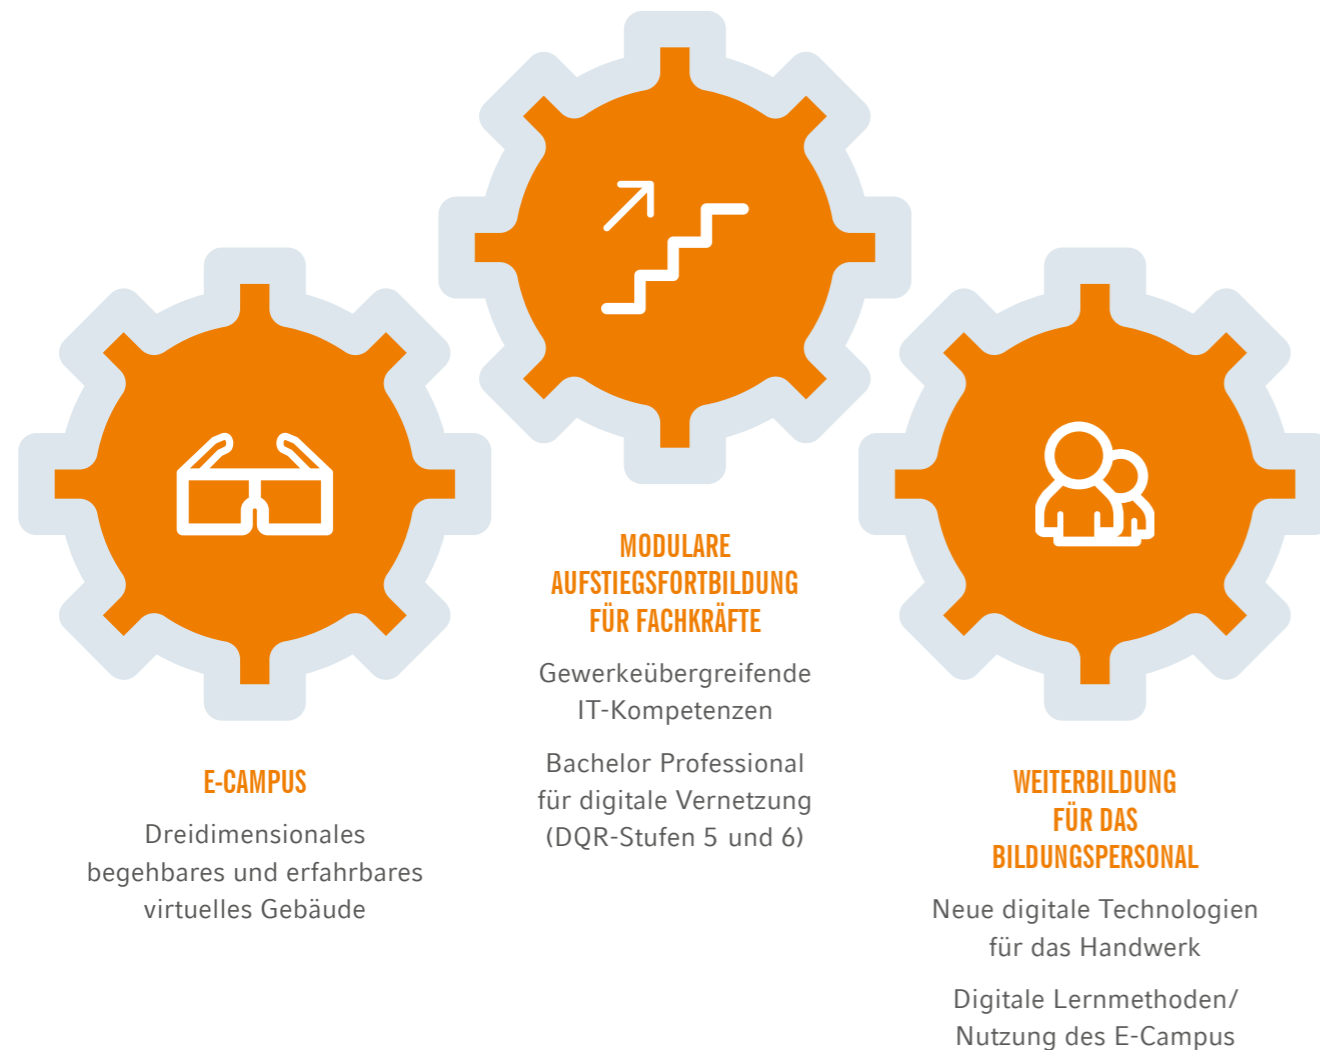 E-CAMPUS
Dreidimensionales
begehbares und erfahrbares
virtuelles Gebäude
MODULARE
AUFSTIEGSFORTBILDUNG
FÜR FACHKRÄFTE
Gewerkeübergreifende
IT-Kompetenzen
Bachelor Professional
für digitale Vernetzung
(DQR-Stufen 5 und 6)
WEITERBILDUNG
FÜR DAS
BILDUNGSPERSONAL
Neue digitale Technologien
für das Handwerk
Digitale Lernmethoden/
Nutzung des E-Campus